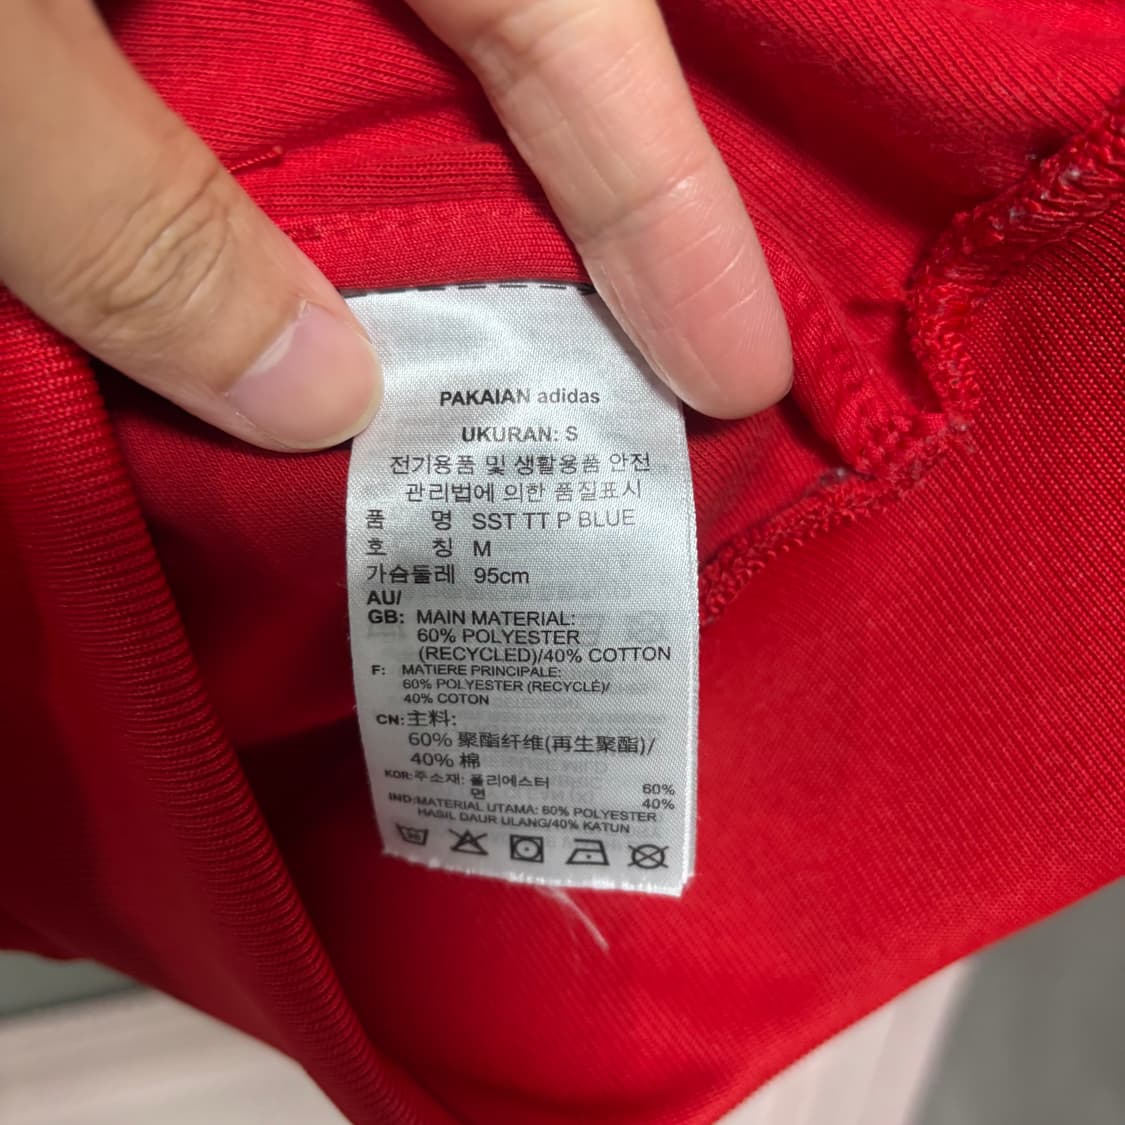 PAKAIAN adidas
UKURAN: S
전기용품 및 생활용품 안전
관리법에 의한 품질표시
품 명 SST TT P BLUE
호 칭 M
가슴둘레 95cm
AU/
GB: MAIN MATERIAL:
60% POLYESTER
(RECYCLED)/40% COTTON
F: MATIERE PRINCIPALE:
60% POLYESTER (RECYCLÉ)/
40% COTON
CN: 主料:
60% 聚酯纤维(再生聚酯)/
40% 棉
KOR: 주소재: 폴리에스터 60%
면 40%
IND: MATERIAL UTAMA: 60% POLYESTER
HASIL DAUR ULANG/40% KATUN